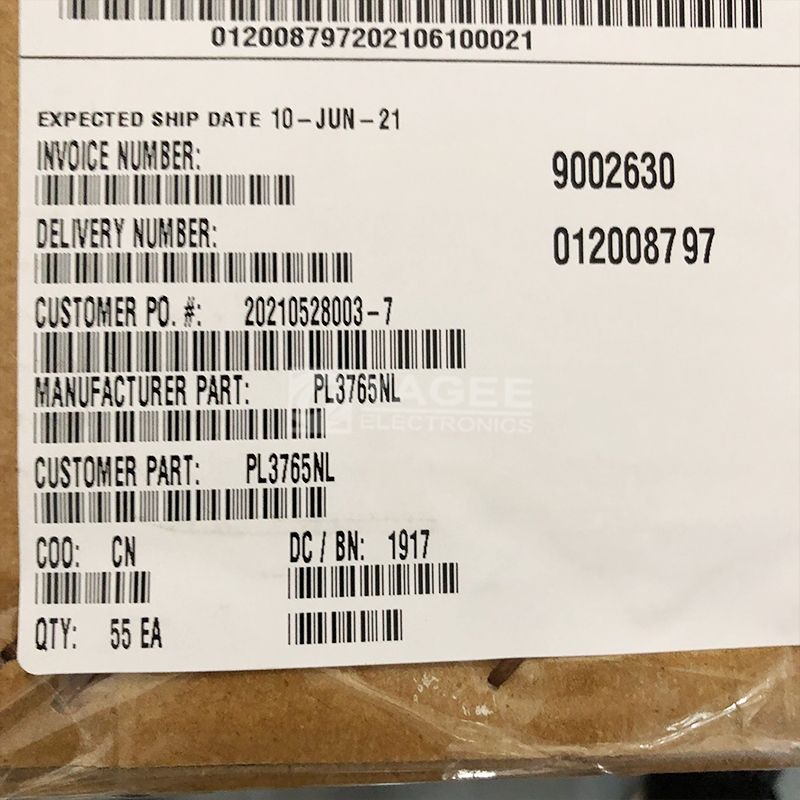 012008797202106100021
EXPECTED SHIP DATE 10-JUN-21
INVOICE NUMBER: 9002630
DELIVERY NUMBER: 012008797
CUSTOMER PO. #: 20210528003-7
MANUFACTURER PART: PL3765NL
AGEE
ELECTRONICS
CUSTOMER PART: PL3765NL
COO: CN DC / BN: 1917
QTY: 55 EA